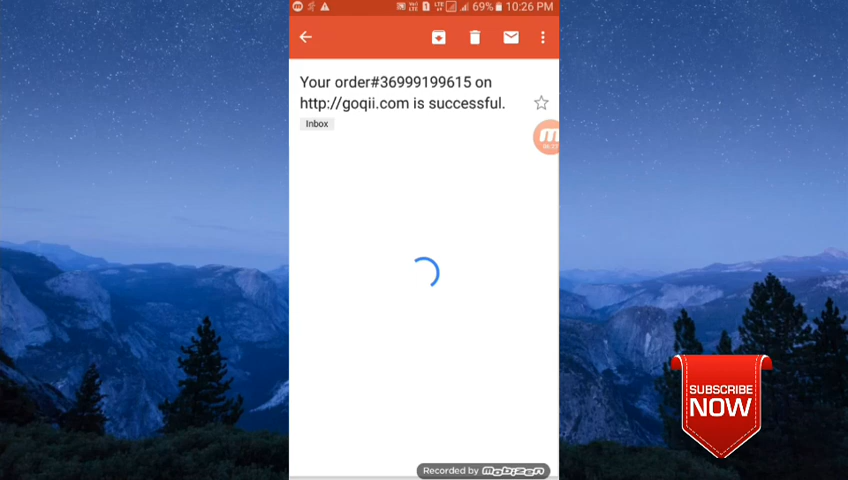 69% 10:26 PM
Your order#36999199615 on
http://goqii.com is successful.
Inbox
SUBSCRIBE
NOW
Recorded by mobizen